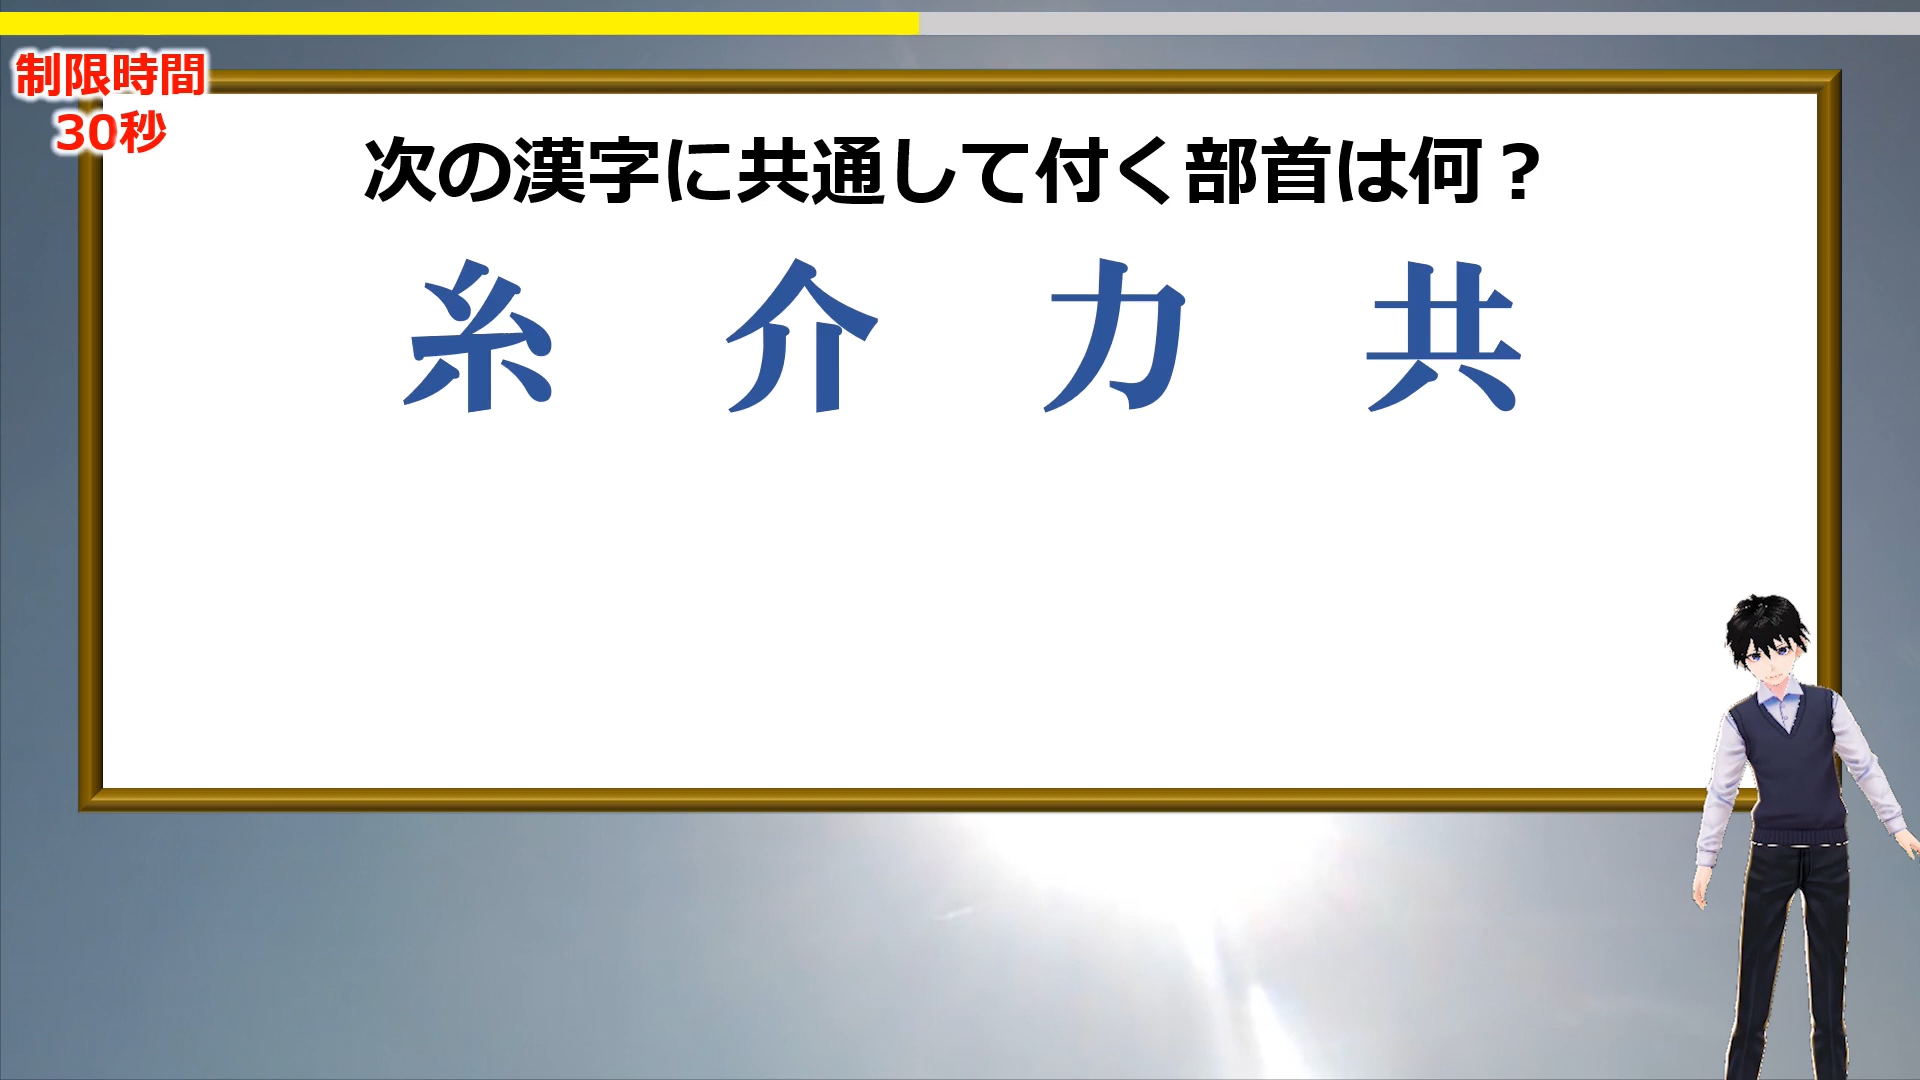 制限時間
30秒
次の漢字に共通して付く部首は何？
糸 介 力 共